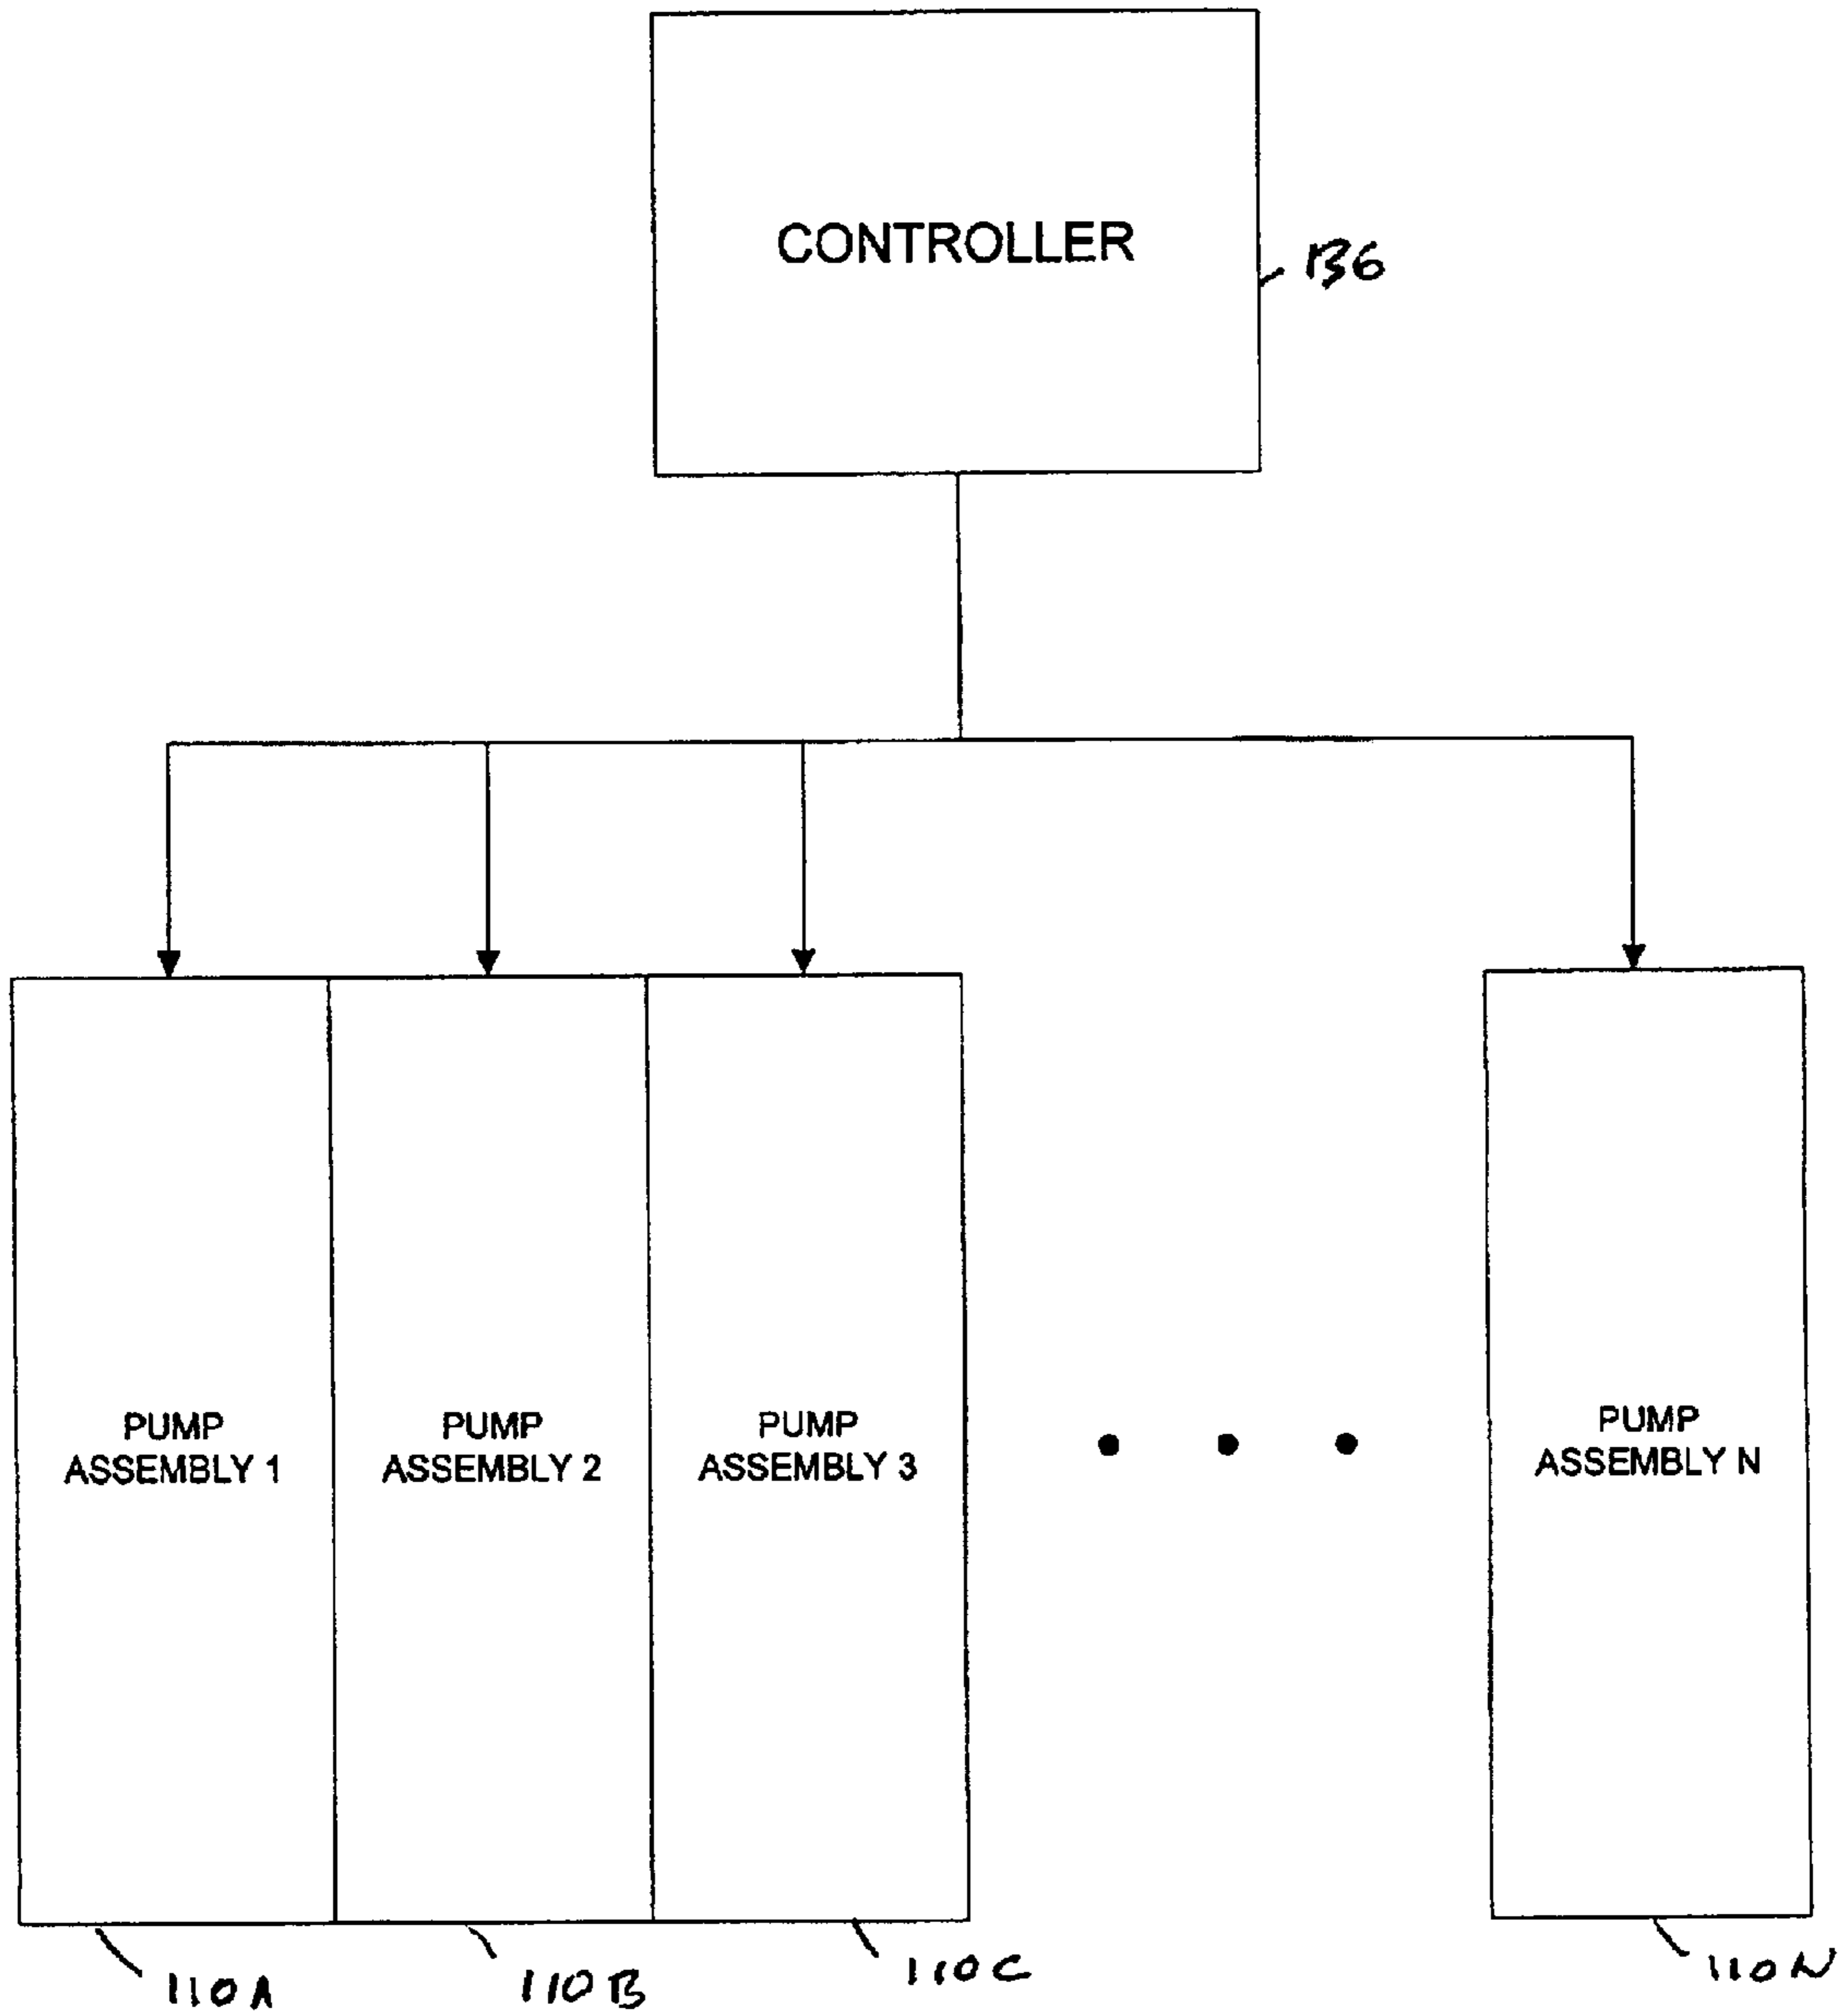 CONTROLLER
136
PUMP
ASSEMBLY 1
PUMP
ASSEMBLY 2
PUMP
ASSEMBLY 3
PUMP
ASSEMBLY N
110A
110B
110C
110N